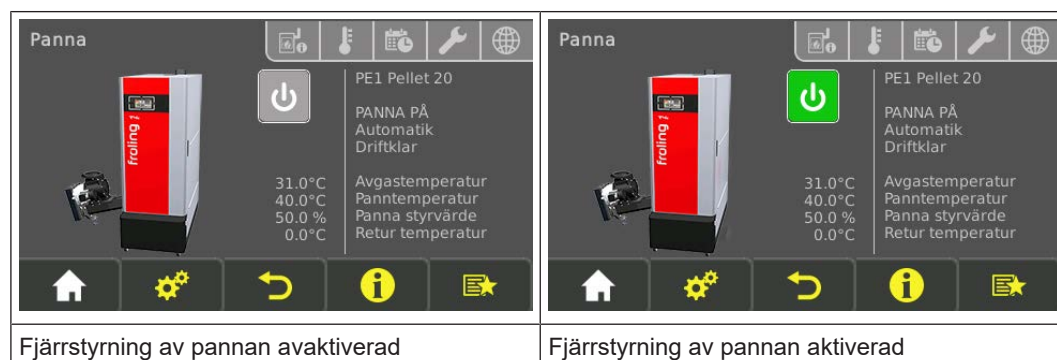 Panna
PE1 Pellet 20
PANNA PÅ
Automatik
Driftklar
31.0°C Avgastemperatur
40.0°C Panntemperatur
50.0 % Panna styrvärde
0.0°C Retur temperatur
froling
Fjärrstyrning av pannan avaktiverad
Panna
PE1 Pellet 20
PANNA PÅ
Automatik
Driftklar
31.0°C Avgastemperatur
40.0°C Panntemperatur
50.0 % Panna styrvärde
0.0°C Retur temperatur
froling
Fjärrstyrning av pannan aktiverad